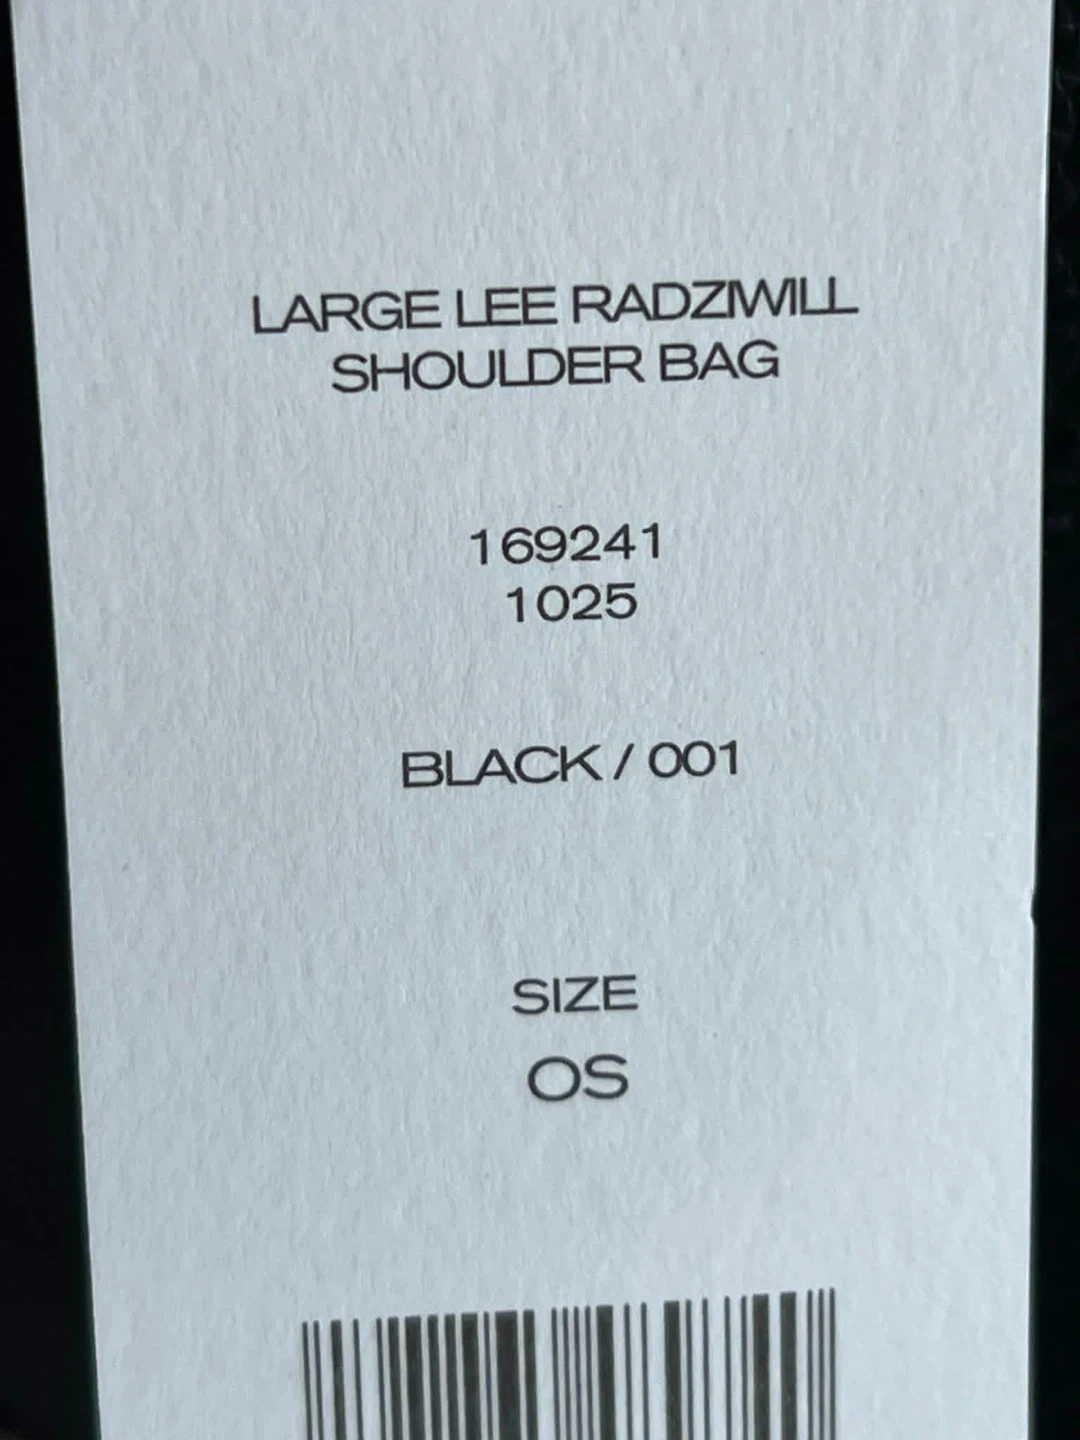 LARGE LEE RADZIWILL
SHOULDER BAG
169241
1025
BLACK / 001
SIZE
OS